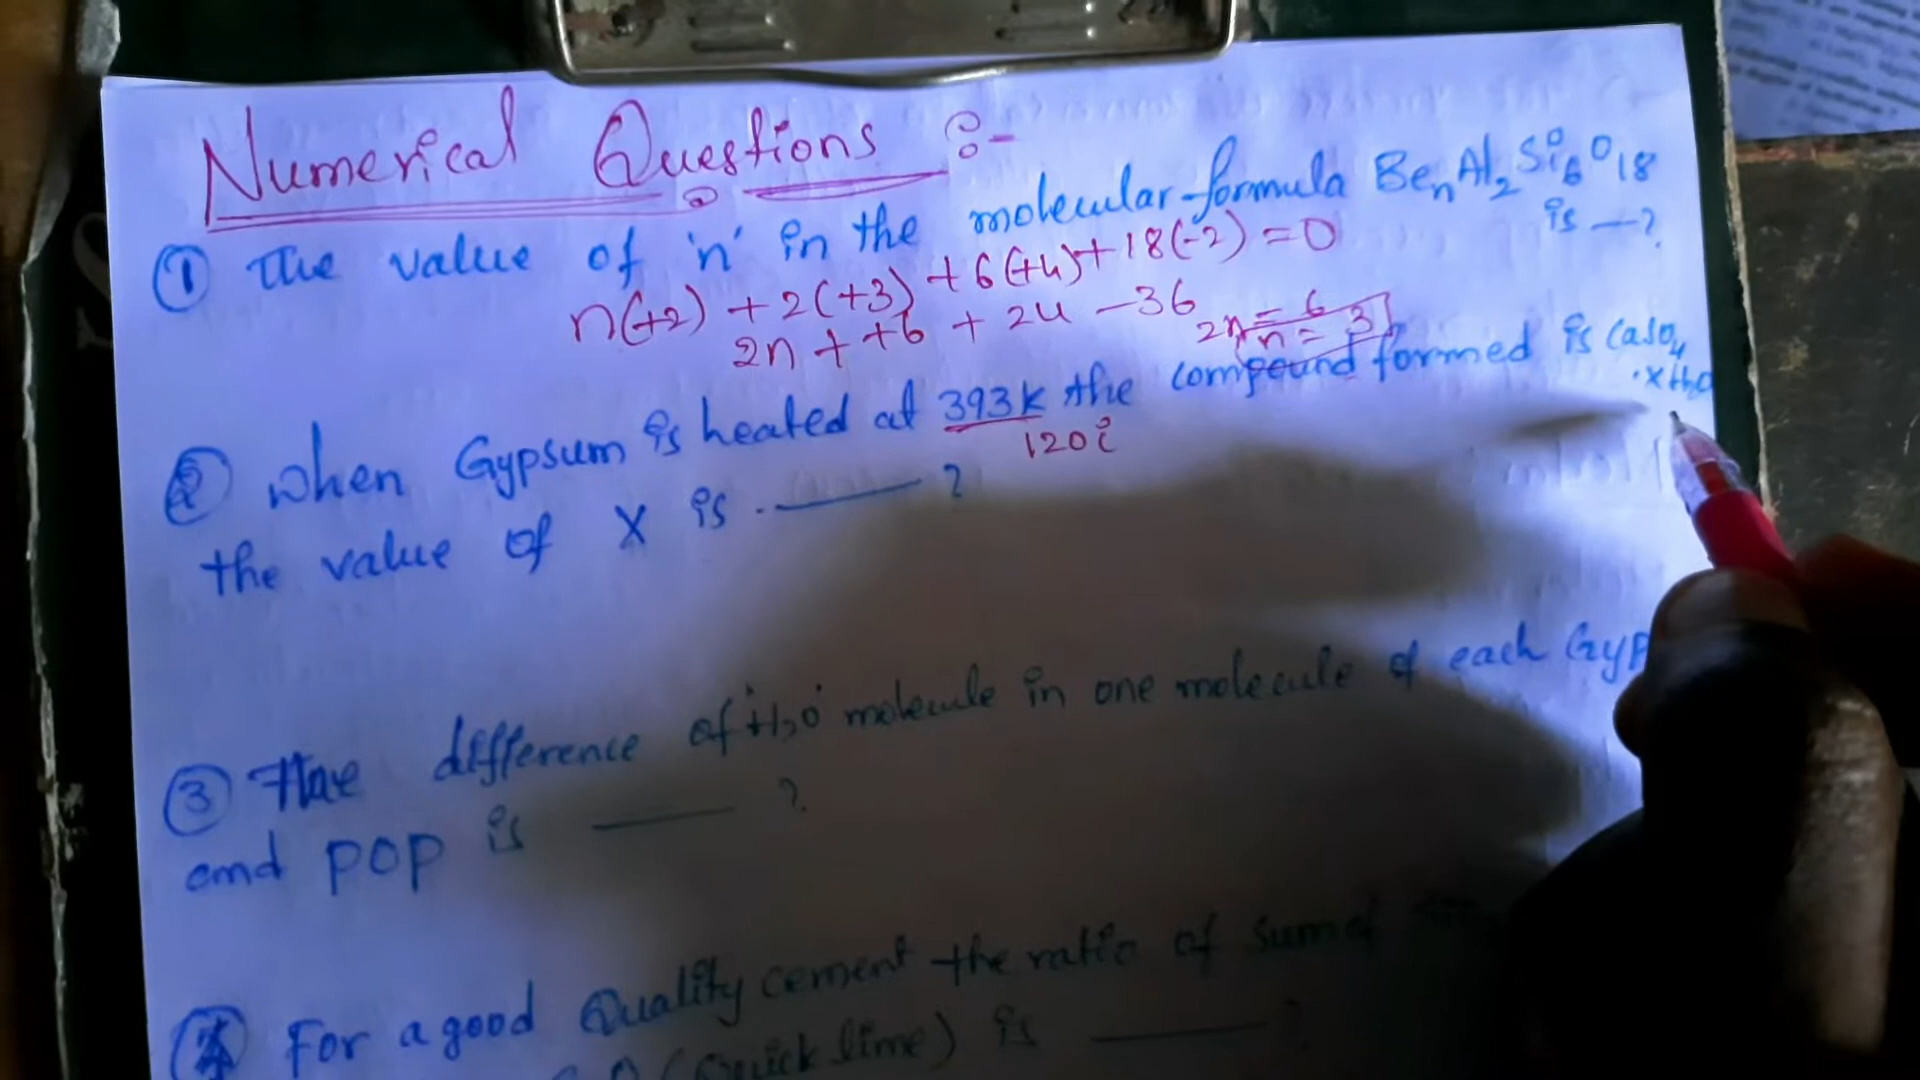 Numerical Questions :-
① The value of 'n' in the molecular formula BenAl2Si6O18
is —?
n(+2) + 2(+3) + 6(+4) + 18(-2) = 0
2n + +6 + 24 -36
2n = 6
n = 3
② when Gypsum is heated at 393k the compound formed is CaSO4
.XH2O
120
the value of X is . —— ?
③ The difference of 'H2O' molecule in one molecule of each Gyp
and pop is —— ?
④ For a good Quality cement the ratio of sum of
(Quick lime) is —— ?